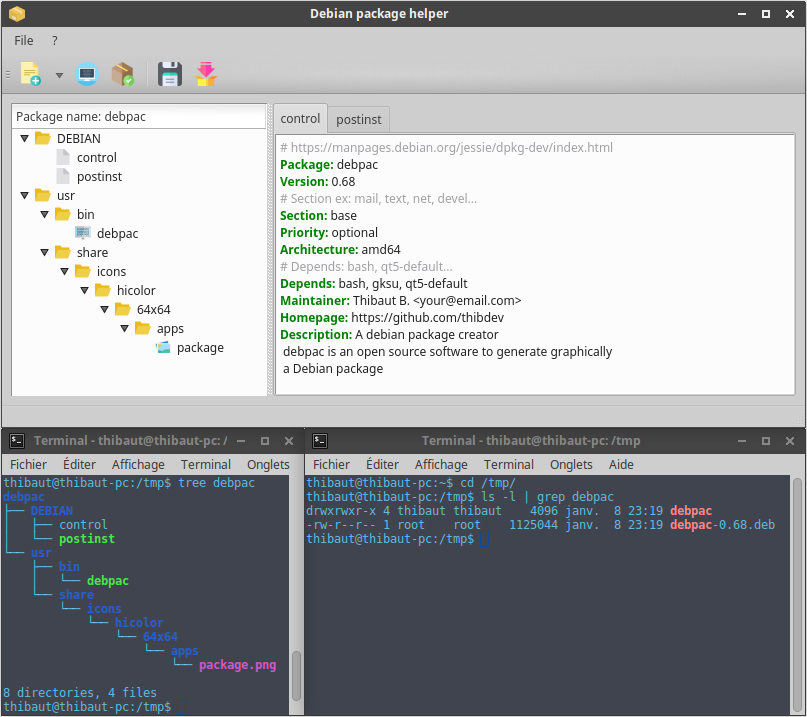 Debian package helper
File ?
Package name: debpac
DEBIAN
control
postinst
usr
bin
debpac
share
icons
hicolor
64x64
apps
package
control postinst
# https://manpages.debian.org/jessie/dpkg-dev/index.html
Package: debpac
Version: 0.68
# Section ex: mail, text, net, devel...
Section: base
Priority: optional
Architecture: amd64
# Depends: bash, qt5-default...
Depends: bash, gksu, qt5-default
Maintainer: Thibaut B. <your@email.com>
Homepage: https://github.com/thibdev
Description: A debian package creator
 debpac is an open source software to generate graphically
 a Debian package
Terminal - thibaut@thibaut-pc: /
Fichier Éditer Affichage Terminal Onglets
thibaut@thibaut-pc:/tmp$ tree debpac
debpac
├── DEBIAN
│   ├── control
│   └── postinst
└── usr
    ├── bin
    │   └── debpac
    └── share
        └── icons
            └── hicolor
                └── 64x64
                    └── apps
                        └── package.png
8 directories, 4 files
thibaut@thibaut-pc:/tmp$
Terminal - thibaut@thibaut-pc: /tmp
Fichier Éditer Affichage Terminal Onglets Aide
thibaut@thibaut-pc:~$ cd /tmp/
thibaut@thibaut-pc:/tmp$ ls -l | grep debpac
drwxrwxr-x 4 thibaut thibaut    4096 janv.  8 23:19 debpac
-rw-r--r-- 1 root    root    1125044 janv.  8 23:19 debpac-0.68.deb
thibaut@thibaut-pc:/tmp$